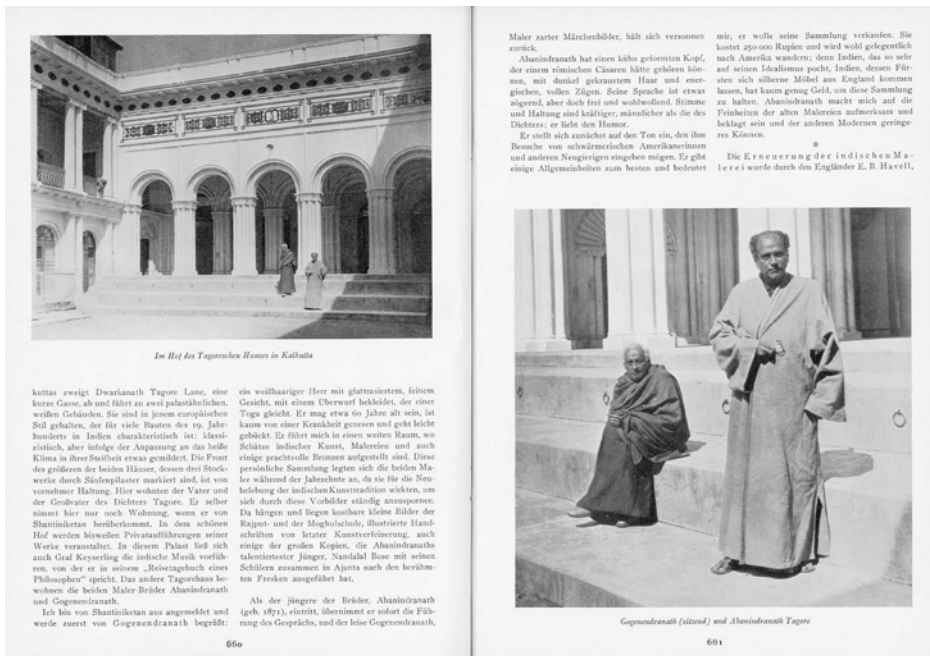 Im Hof des Tagoreschen Hauses in Kalkutta
kuttas zweigt Dwarkanath Tagore Lane, eine
kurze Gasse, ab und führt zu zwei palastähnlichen,
weißen Gebäuden. Sie sind in jenem europäischen
Stil gehalten, der für viele Bauten des 19. Jahr-
hunderts in Indien charakteristisch ist: klassi-
zistisch, aber infolge der Anpassung an das heiße
Klima in ihrer Steifheit etwas gemildert. Die Front
des größeren der beiden Häuser, dessen drei Stock-
werke durch Säulenpilaster markiert sind, ist von
vornehmer Haltung. Hier wohnten der Vater und
der Großvater des Dichters Tagore. Er selber
nimmt hier nur noch Wohnung, wenn er von
Shantiniketan herüberkommt. In dem schönen
Hof werden bisweilen Privataufführungen seiner
Werke veranstaltet. In diesem Palast ließ sich
auch Graf Keyserling die indische Musik vorfüh-
ren, von der er in seinem „Reisetagebuch eines
Philosophen“ spricht. Das andere Tagorehaus be-
wohnen die beiden Maler-Brüder Abanindranath
und Gogenendranath.
Ich bin von Shantiniketan aus angemeldet und
werde zuerst von Gogenendranath begrüßt:
ein weißhaariger Herr mit glattrasiertem, feinem
Gesicht, mit einem Überwurf bekleidet, der einer
Toga gleicht. Er mag etwa 60 Jahre alt sein, ist
kaum von einer Krankheit genesen und geht leicht
gebückt. Er führt mich in einen weiten Raum, wo
Schätze indischer Kunst, Malereien und auch
einige prachtvolle Bronzen aufgestellt sind. Diese
persönliche Sammlung legten sich die beiden Ma-
ler während der Jahrzehnte an, da sie für die Neu-
belebung der indischen Kunsttradition wirkten, um
sich durch diese Vorbilder ständig anzuspornen.
Da hängen und liegen kostbare kleine Bilder der
Rajput- und der Moghulschule, illustrierte Hand-
schriften von letzter Kunstverfeinerung, auch
einige der großen Kopien, die Abanindranaths
talentiertester Jünger, Nandalal Bose mit seinen
Schülern zusammen in Ajanta nach den berühm-
ten Fresken ausgeführt hat.
Als der jüngere der Brüder, Abanindranath
(geb. 1871), eintritt, übernimmt er sofort die Füh-
rung des Gesprächs, und der leise Gogenendranath,
660
Maler zarter Märchenbilder, hält sich versonnen
zurück.
Abanindranath hat einen kühn geformten Kopf,
der einem römischen Cäsaren hätte gehören kön-
nen, mit dunkel gekraustem Haar und ener-
gischen, vollen Zügen. Seine Sprache ist etwas
zögernd, aber doch frei und wohlwollend. Stimme
und Haltung sind kräftiger, männlicher als die des
Dichters; er liebt den Humor.
Er stellt sich zunächst auf den Ton ein, den ihm
Besuche von schwärmerischen Amerikanerinnen
und anderen Neugierigen eingeben mögen. Er gibt
einige Allgemeinheiten zum besten und bedeutet
mir, er wolle seine Sammlung verkaufen. Sie
kostet 250 000 Rupien und wird wohl gelegentlich
nach Amerika wandern; denn Indien, das so sehr
auf seinen Idealismus pocht, Indien, dessen Für-
sten sich silberne Möbel aus England kommen
lassen, hat kaum genug Geld, um diese Sammlung
zu halten. Abanindranath macht mich auf die
Feinheiten der alten Malereien aufmerksam und
beklagt sein und der anderen Modernen geringe-
res Können.
*
Die Erneuerung der indischen Ma-
lerei wurde durch den Engländer E. B. Havell,
Gogenendranath (sitzend) und Abanindranath Tagore
661